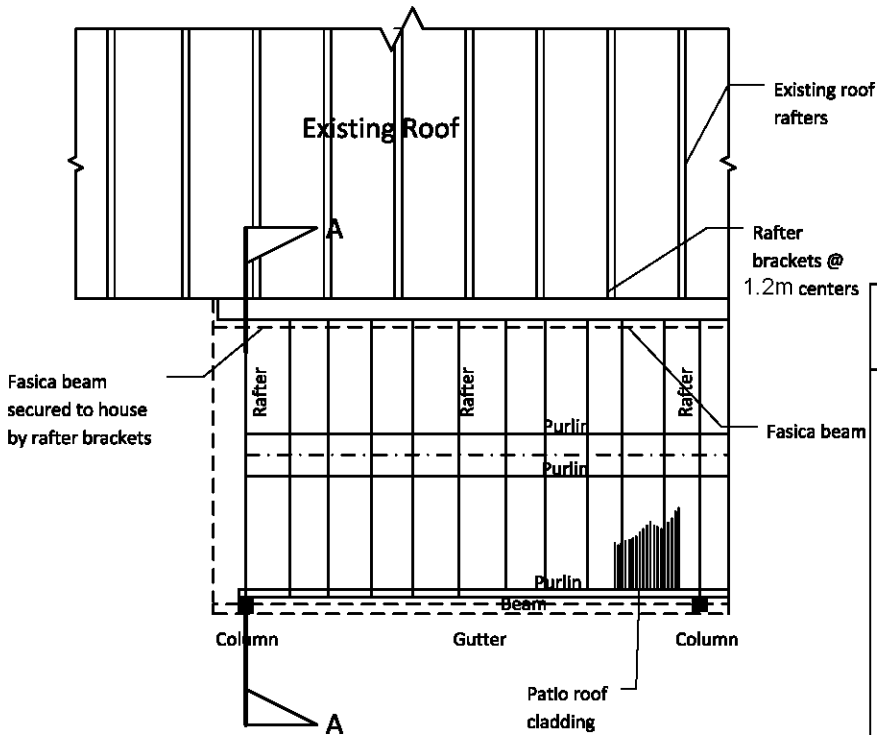 Existing Roof
Existing roof
rafters
A
Rafter
brackets @
1.2m centers
Fasica beam
secured to house
by rafter brackets
Rafter
Rafter
Rafter
Fasica beam
Purlin
Purlin
Purlin
Beam
Column
Gutter
Column
Patio roof
cladding
A